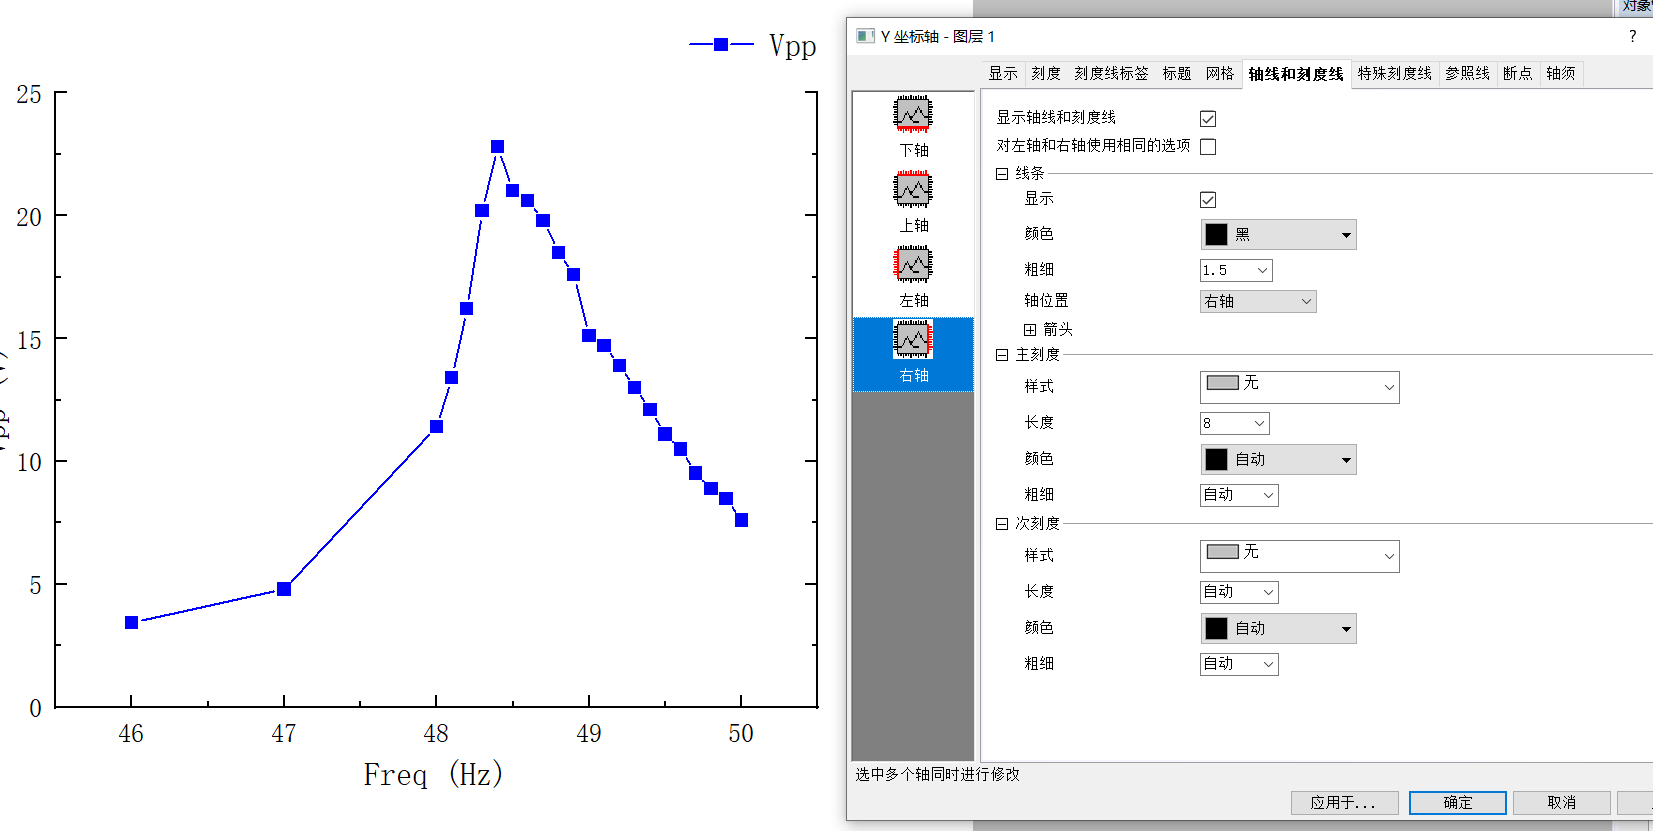 Vpp
25
20
15
10
5
0
46 47 48 49 50
Freq (Hz)
Y 坐标轴 - 图层 1
?
显示 刻度 刻度线标签 标题 网格 轴线和刻度线 特殊刻度线 参照线 断点 轴须
下轴
上轴
左轴
右轴
显示轴线和刻度线
对左轴和右轴使用相同的选项
线条
显示
颜色 黑
粗细 1.5
轴位置 右轴
箭头
主刻度
样式 无
长度 8
颜色 自动
粗细 自动
次刻度
样式 无
长度 自动
颜色 自动
粗细 自动
选中多个轴同时进行修改
应用于... 确定 取消